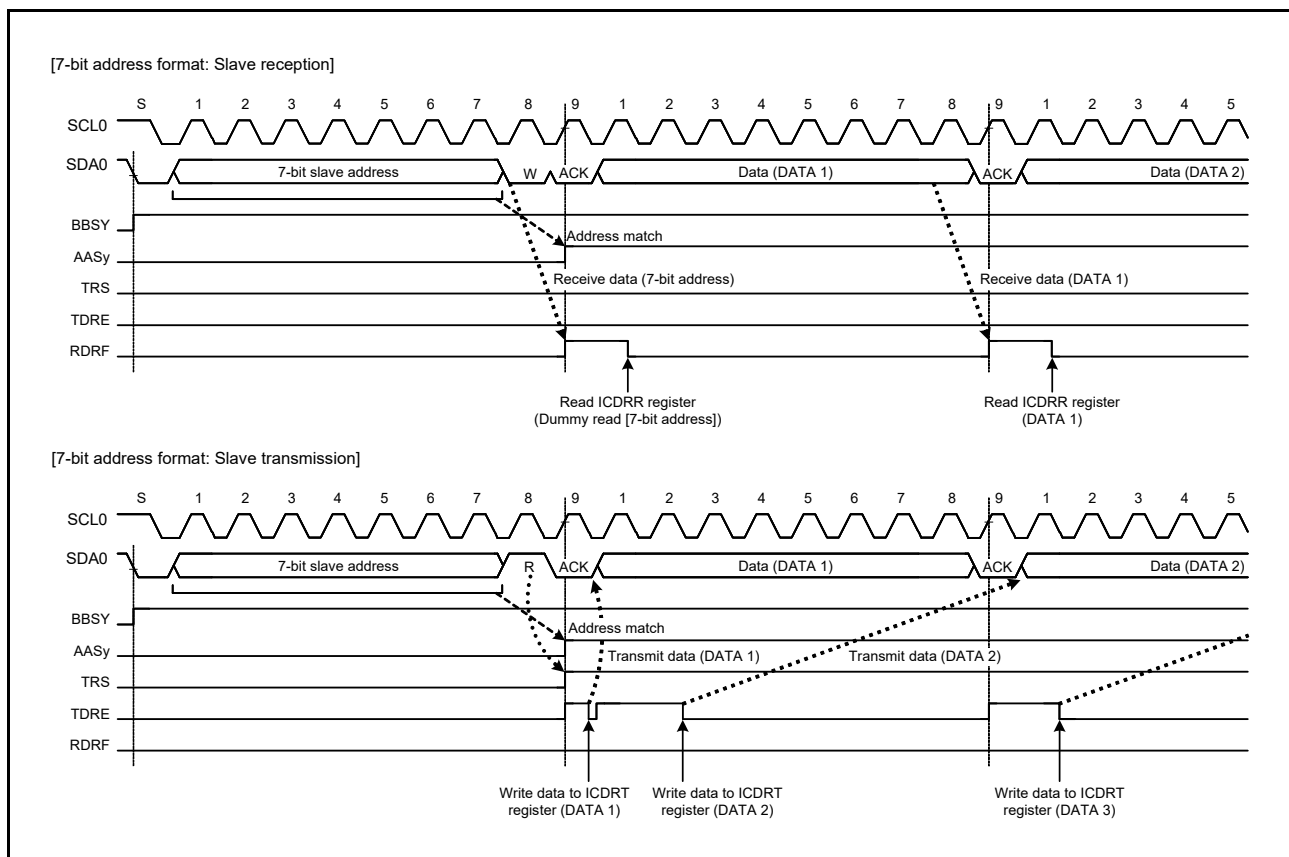 [7-bit address format: Slave reception]
S 1 2 3 4 5 6 7 8 9 1 2 3 4 5 6 7 8 9 1 2 3 4 5
SCL0
SDA0 7-bit slave address W ACK Data (DATA 1) ACK Data (DATA 2)
BBSY
Address match
AASy
Receive data (7-bit address) Receive data (DATA 1)
TRS
TDRE
RDRF
Read ICDRR register Read ICDRR register
(Dummy read [7-bit address]) (DATA 1)
[7-bit address format: Slave transmission]
S 1 2 3 4 5 6 7 8 9 1 2 3 4 5 6 7 8 9 1 2 3 4 5
SCL0
SDA0 7-bit slave address R ACK Data (DATA 1) ACK Data (DATA 2)
BBSY
Address match
AASy
Transmit data (DATA 1) Transmit data (DATA 2)
TRS
TDRE
RDRF
Write data to ICDRT Write data to ICDRT Write data to ICDRT
register (DATA 1) register (DATA 2) register (DATA 3)